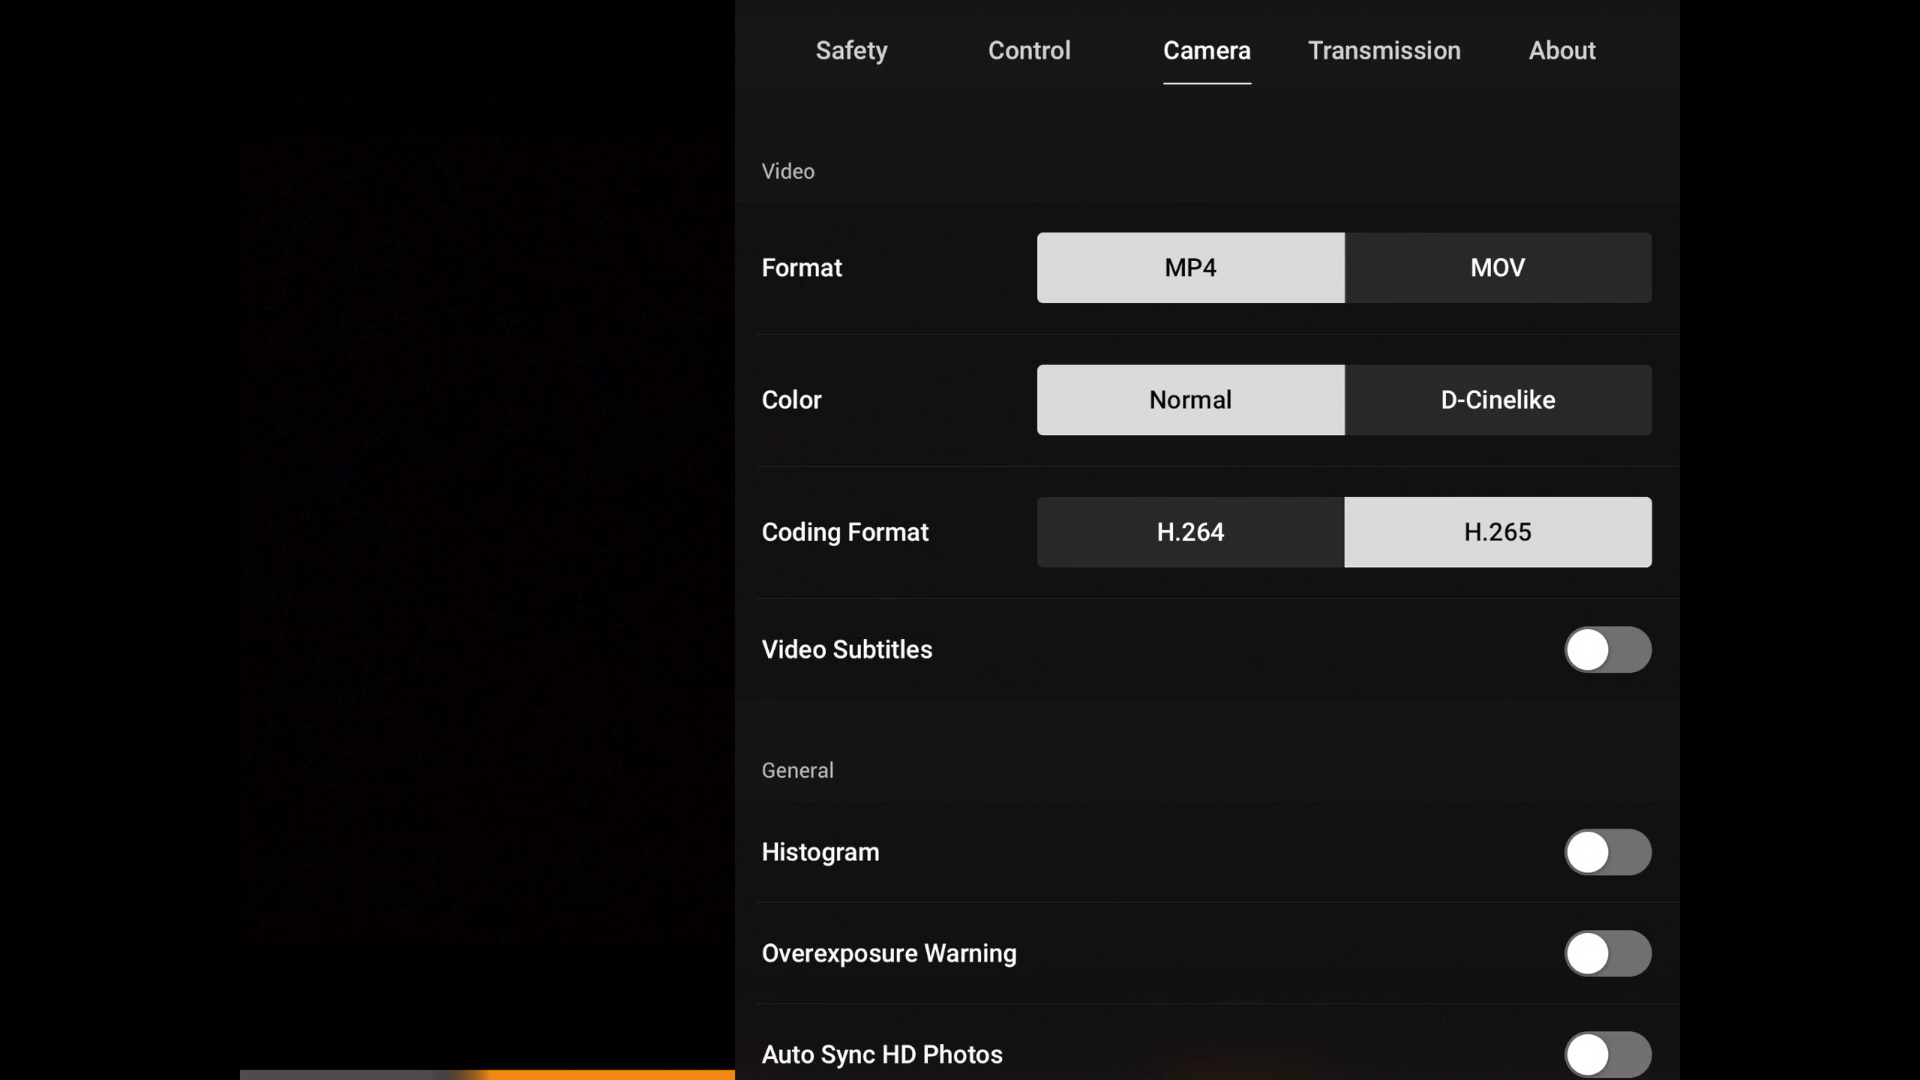 Safety Control Camera Transmission About
Video
Format MP4 MOV
Color Normal D-Cinelike
Coding Format H.264 H.265
Video Subtitles
General
Histogram
Overexposure Warning
Auto Sync HD Photos